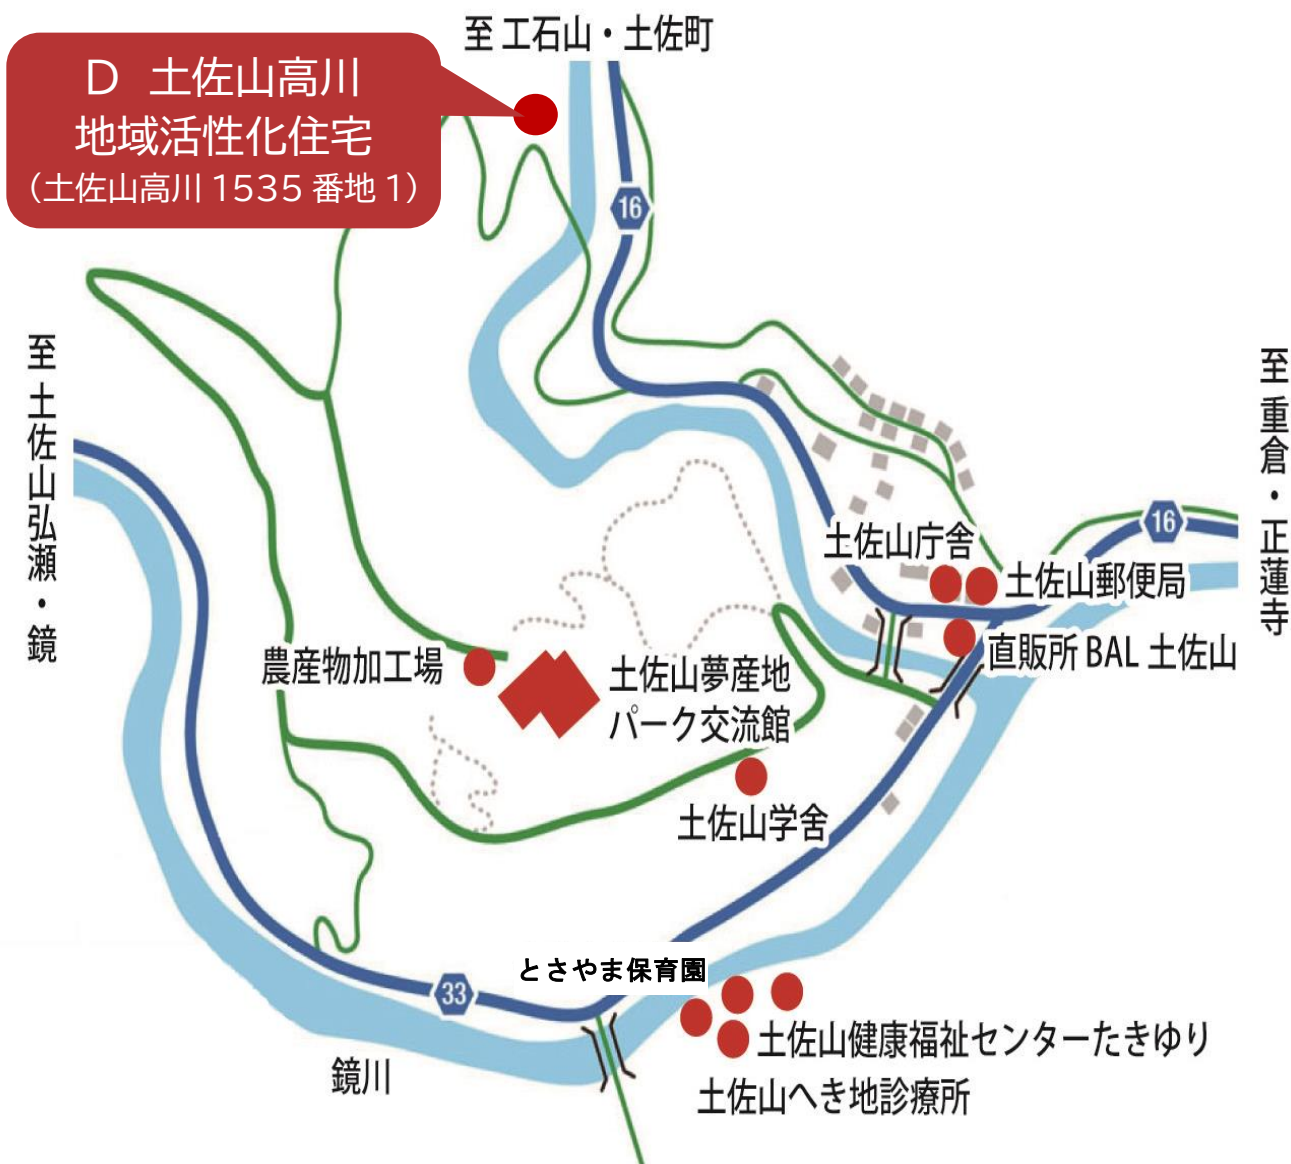 至 工石山・土佐町
D 土佐山高川
地域活性化住宅
（土佐山高川 1535 番地 1）
16
至 土佐山弘瀬・鏡
至 重倉・正蓮寺
16
土佐山庁舎
土佐山郵便局
直販所 BAL 土佐山
農産物加工場
土佐山夢産地
パーク交流館
土佐山学舎
とさやま保育園
33
土佐山健康福祉センターたきゆり
鏡川
土佐山へき地診療所